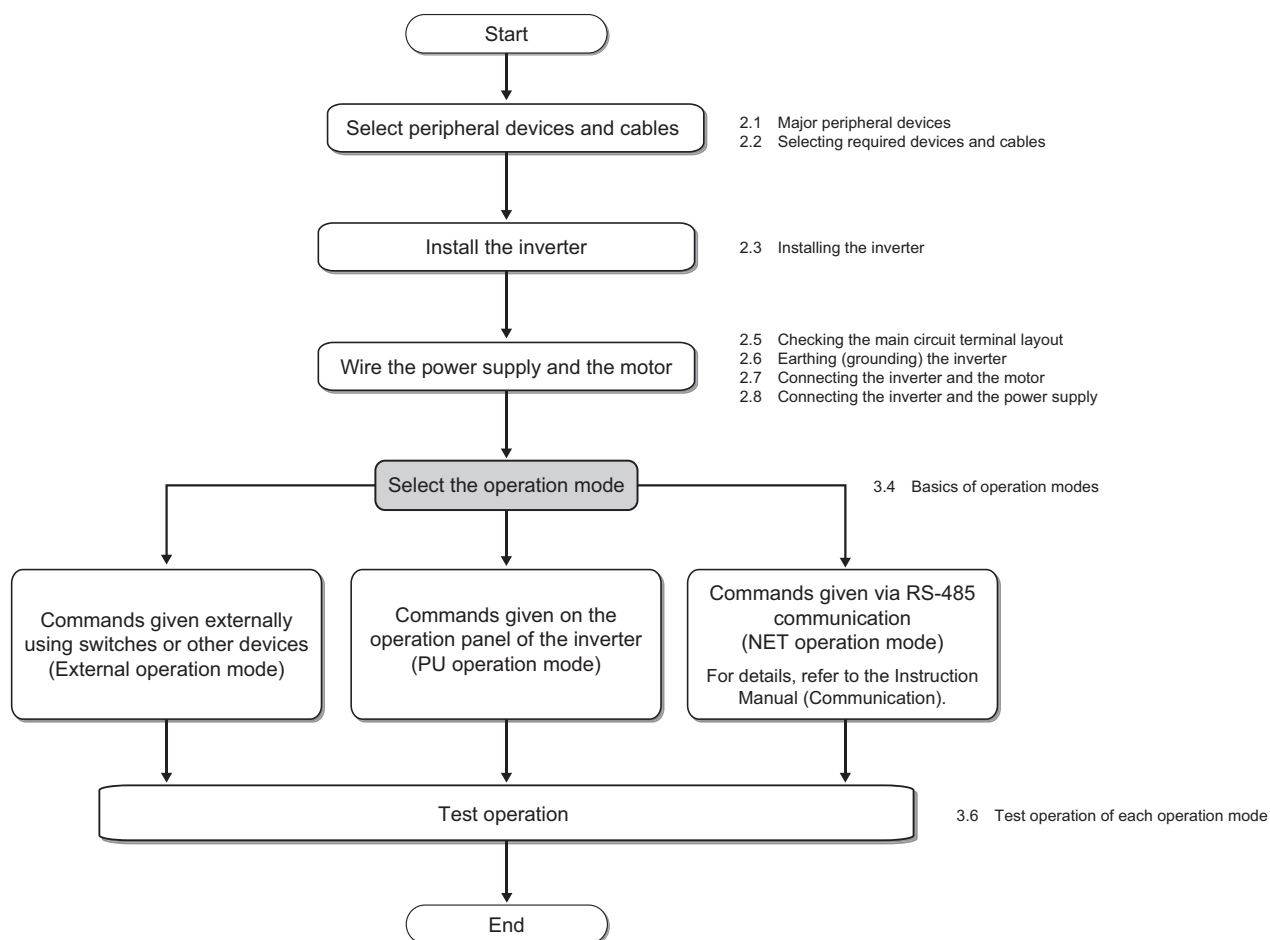 Start
Select peripheral devices and cables
2.1 Major peripheral devices
2.2 Selecting required devices and cables
Install the inverter
2.3 Installing the inverter
Wire the power supply and the motor
2.5 Checking the main circuit terminal layout
2.6 Earthing (grounding) the inverter
2.7 Connecting the inverter and the motor
2.8 Connecting the inverter and the power supply
Select the operation mode
3.4 Basics of operation modes
Commands given externally
using switches or other devices
(External operation mode)
Commands given on the
operation panel of the inverter
(PU operation mode)
Commands given via RS-485
communication
(NET operation mode)
For details, refer to the Instruction
Manual (Communication).
Test operation
3.6 Test operation of each operation mode
End